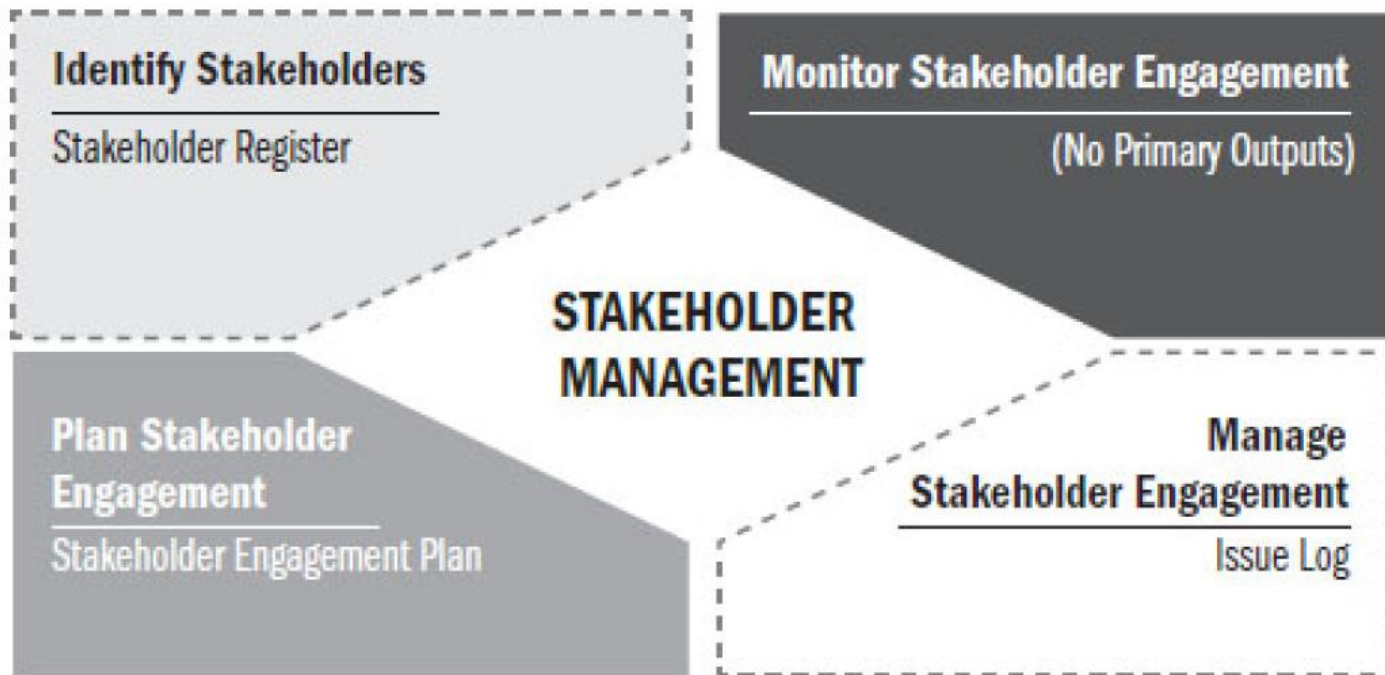 Identify Stakeholders
Stakeholder Register
Monitor Stakeholder Engagement
(No Primary Outputs)
STAKEHOLDER
MANAGEMENT
Plan Stakeholder
Engagement
Stakeholder Engagement Plan
Manage
Stakeholder Engagement
Issue Log